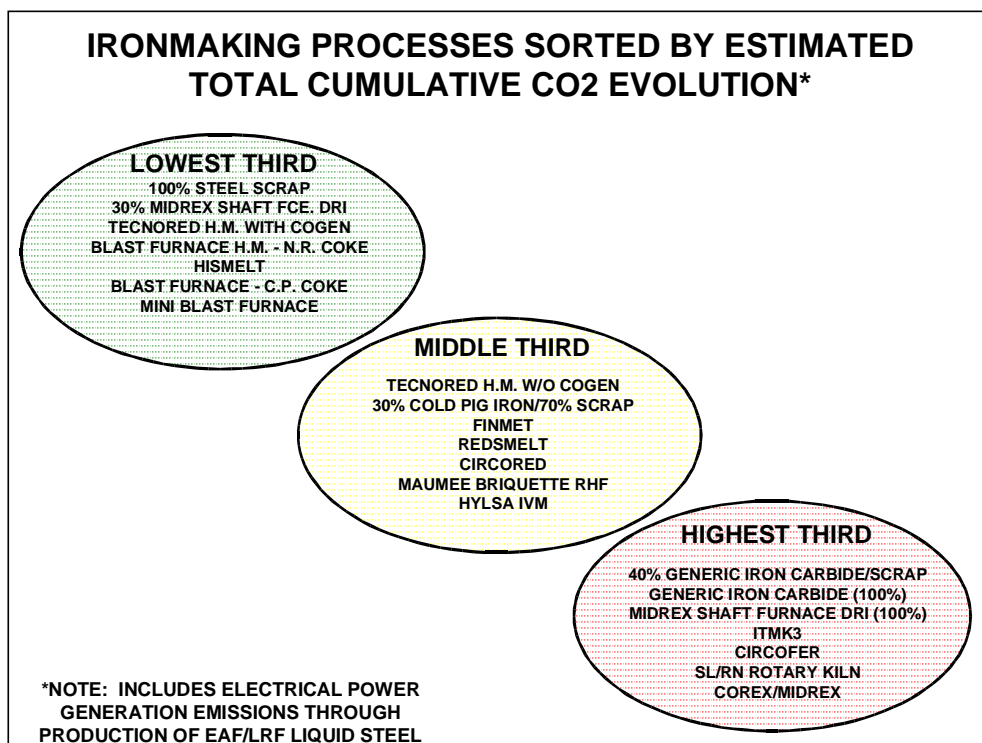 IRONMAKING PROCESSES SORTED BY ESTIMATED
TOTAL CUMULATIVE CO2 EVOLUTION*
LOWEST THIRD
100% STEEL SCRAP
30% MIDREX SHAFT FCE. DRI
TECNORED H.M. WITH COGEN
BLAST FURNACE H.M. - N.R. COKE
HISMELT
BLAST FURNACE - C.P. COKE
MINI BLAST FURNACE
MIDDLE THIRD
TECNORED H.M. W/O COGEN
30% COLD PIG IRON/70% SCRAP
FINMET
REDSMELT
CIRCORED
MAUMEE BRIQUETTE RHF
HYLSA IVM
HIGHEST THIRD
40% GENERIC IRON CARBIDE/SCRAP
GENERIC IRON CARBIDE (100%)
MIDREX SHAFT FURNACE DRI (100%)
ITMK3
CIRCOFER
SL/RN ROTARY KILN
COREX/MIDREX
*NOTE: INCLUDES ELECTRICAL POWER
GENERATION EMISSIONS THROUGH
PRODUCTION OF EAF/LRF LIQUID STEEL